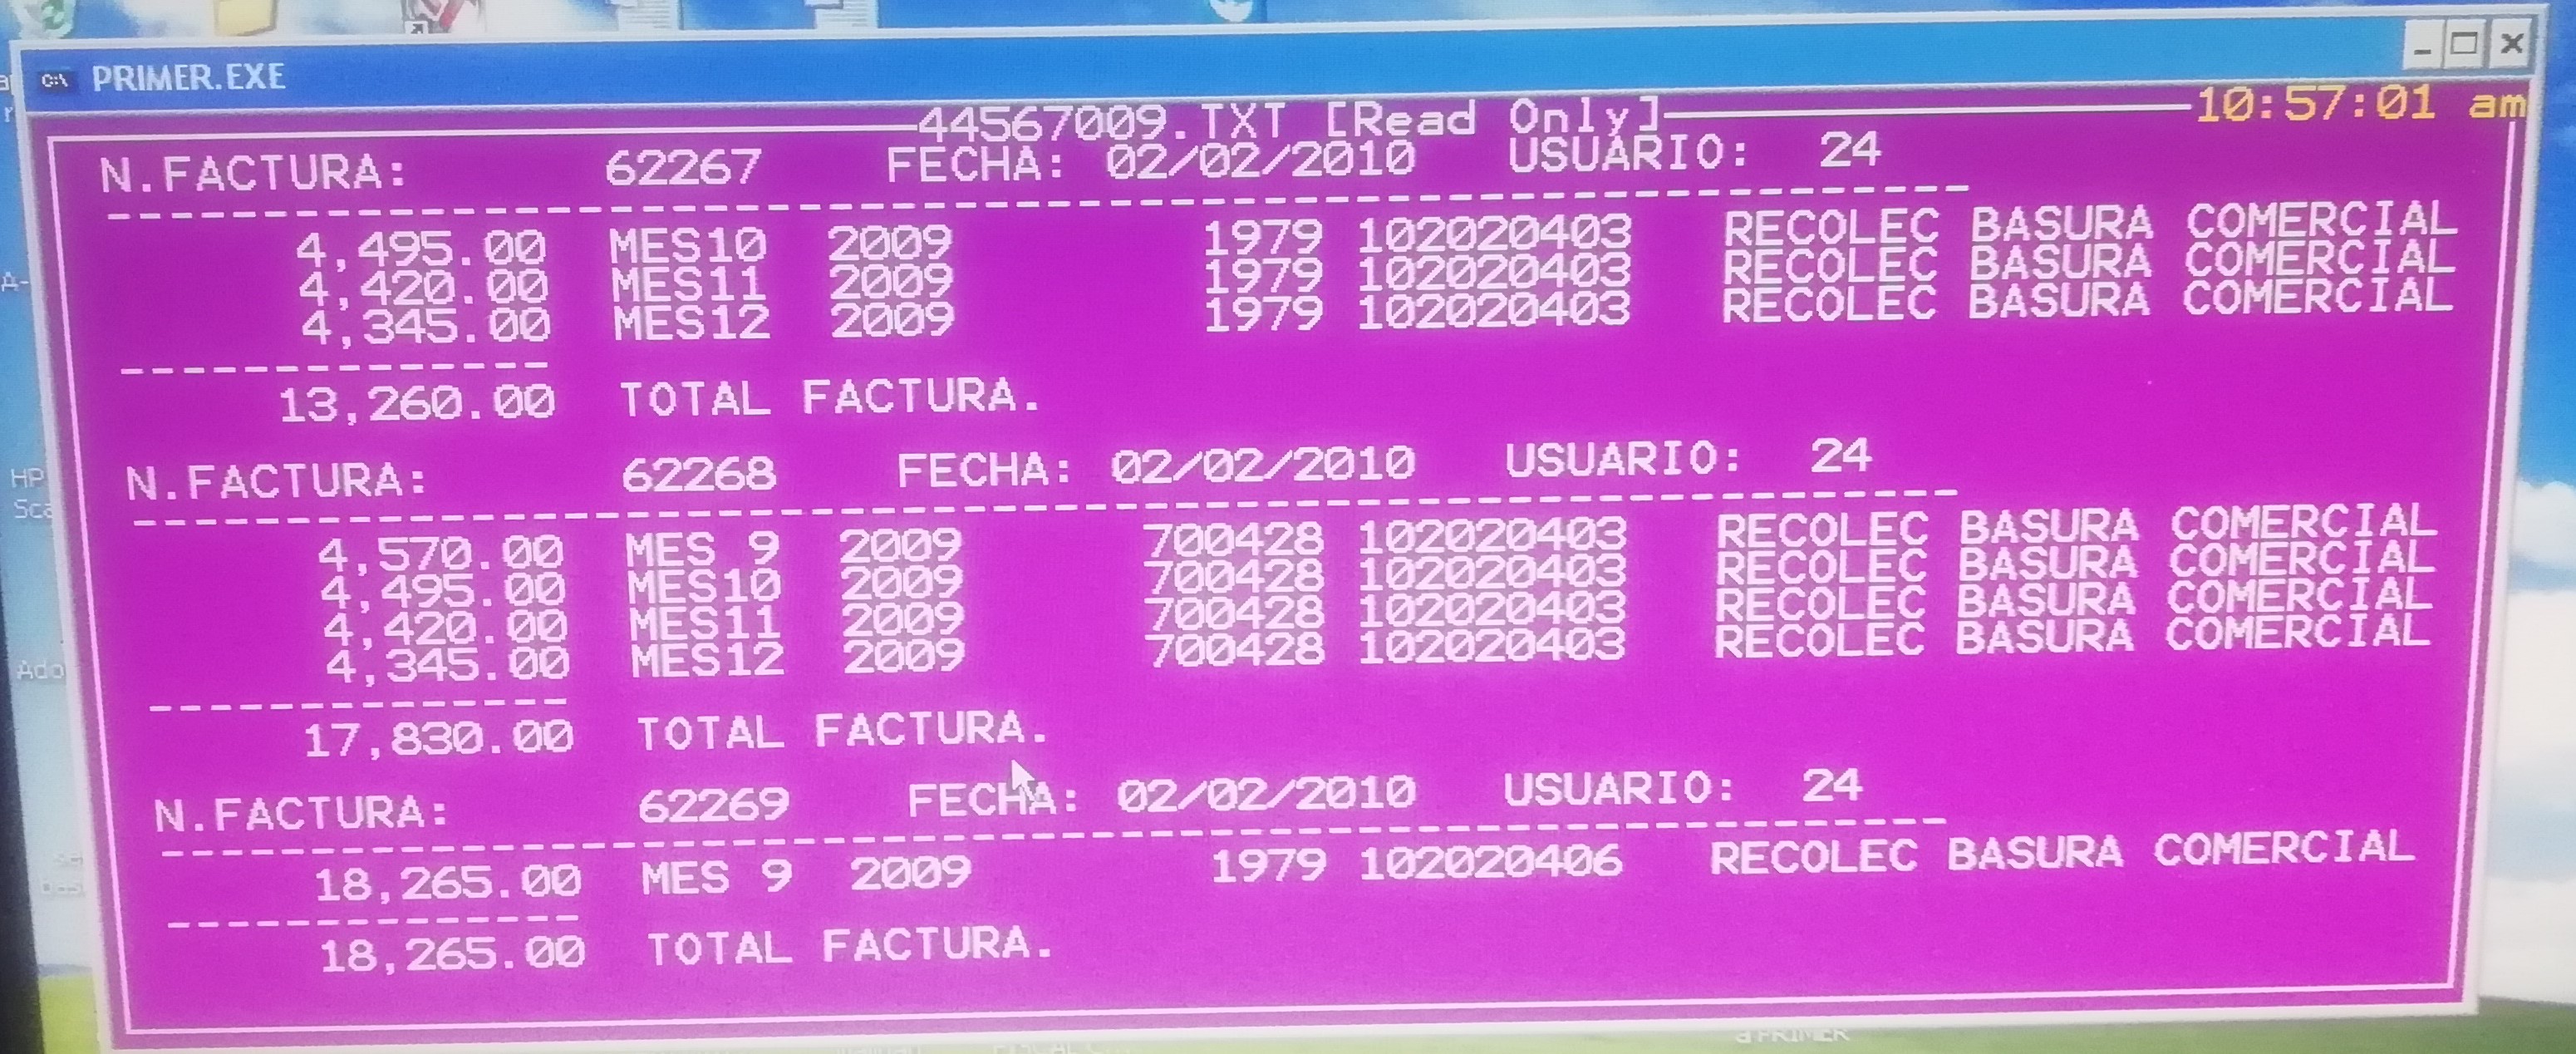 PRIMER.EXE
44567009.TXT [Read Only] 10:57:01 am
N.FACTURA: 62267 FECHA: 02/02/2010 USUARIO: 24
4,495.00 MES10 2009 1979 102020403 RECOLEC BASURA COMERCIAL
4,420.00 MES11 2009 1979 102020403 RECOLEC BASURA COMERCIAL
4,345.00 MES12 2009 1979 102020403 RECOLEC BASURA COMERCIAL
13,260.00 TOTAL FACTURA.
N.FACTURA: 62268 FECHA: 02/02/2010 USUARIO: 24
4,570.00 MES 9 2009 700428 102020403 RECOLEC BASURA COMERCIAL
4,495.00 MES10 2009 700428 102020403 RECOLEC BASURA COMERCIAL
4,420.00 MES11 2009 700428 102020403 RECOLEC BASURA COMERCIAL
4,345.00 MES12 2009 700428 102020403 RECOLEC BASURA COMERCIAL
17,830.00 TOTAL FACTURA.
N.FACTURA: 62269 FECHA: 02/02/2010 USUARIO: 24
18,265.00 MES 9 2009 1979 102020406 RECOLEC BASURA COMERCIAL
18,265.00 TOTAL FACTURA.
HP
PRIMER